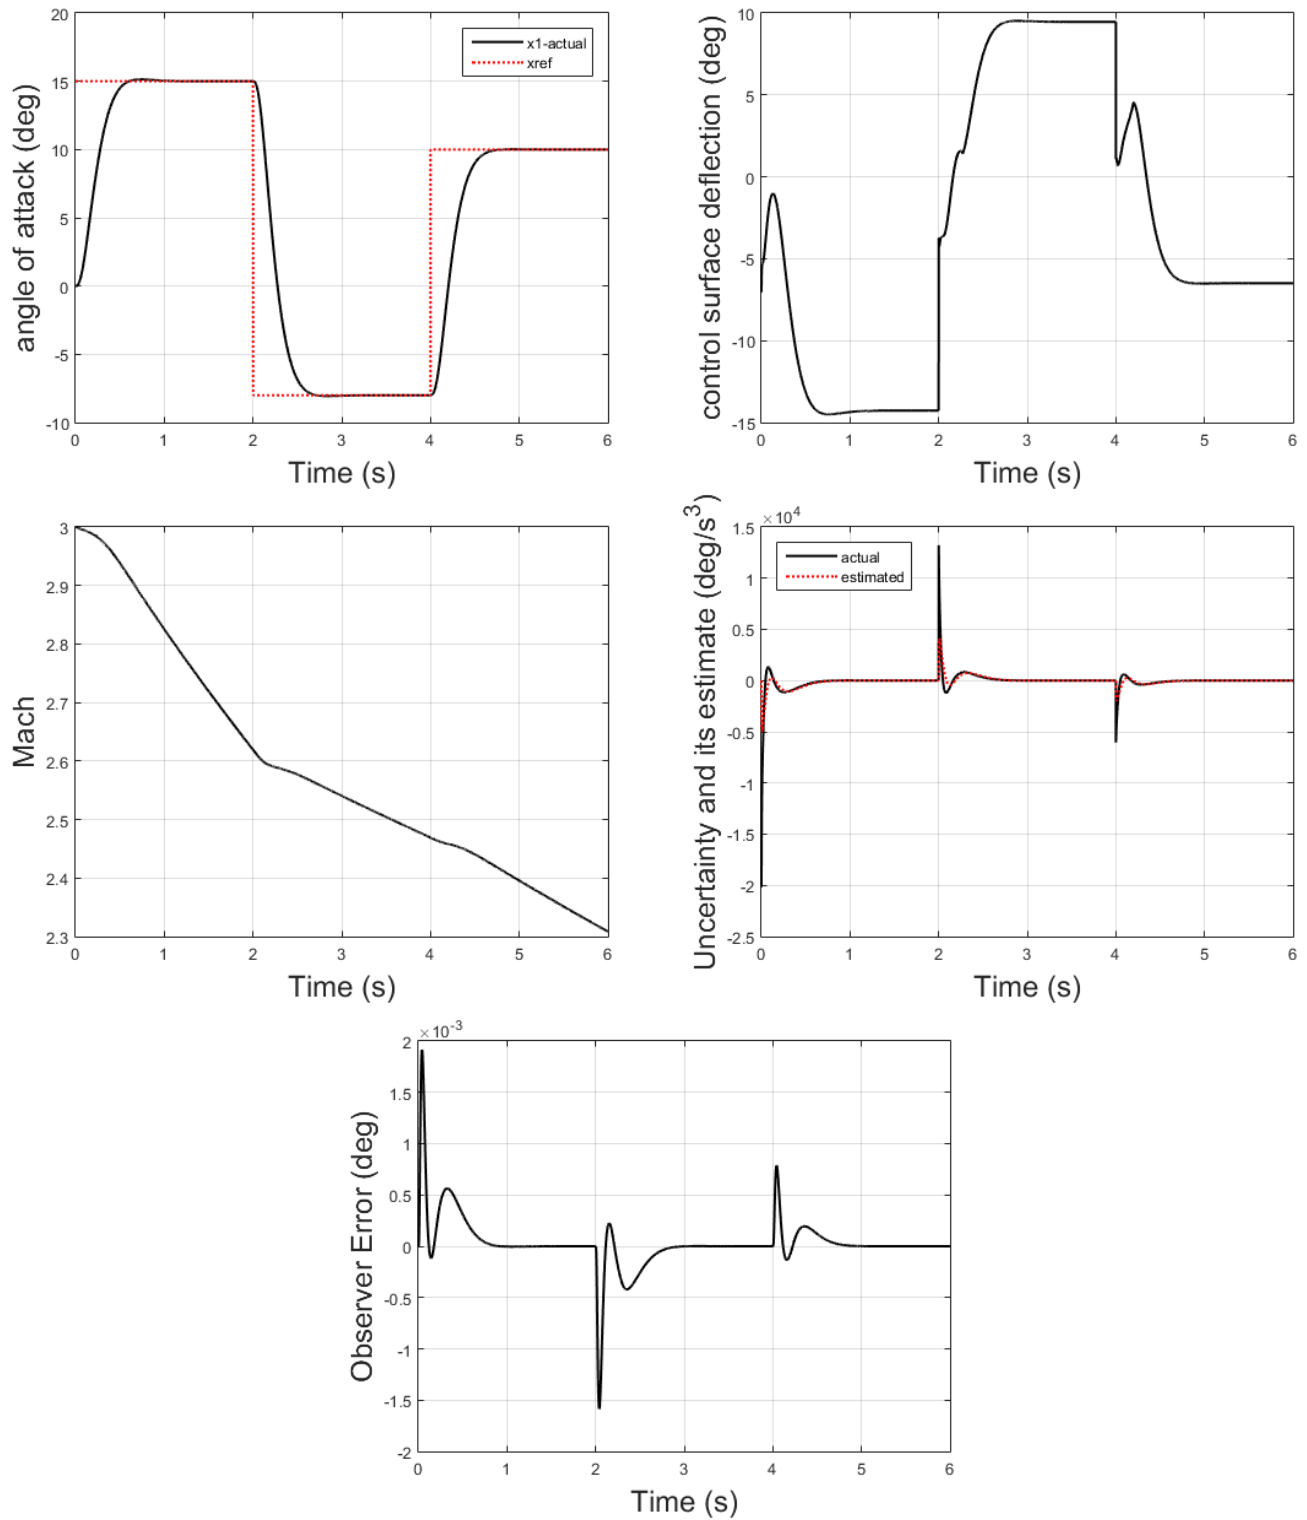 20
15
10
5
0
-5
-10
angle of attack (deg)
x1-actual
xref
0 1 2 3 4 5 6
Time (s)
10
5
0
-5
-10
-15
control surface deflection (deg)
0 1 2 3 4 5 6
Time (s)
3
2.9
2.8
2.7
2.6
2.5
2.4
2.3
Mach
0 1 2 3 4 5 6
Time (s)
×10⁴
1.5
1
0.5
0
-0.5
-1
-1.5
-2
-2.5
Uncertainty and its estimate (deg/s³)
actual
estimated
0 1 2 3 4 5 6
Time (s)
×10⁻³
2
1.5
1
0.5
0
-0.5
-1
-1.5
-2
Observer Error (deg)
0 1 2 3 4 5 6
Time (s)